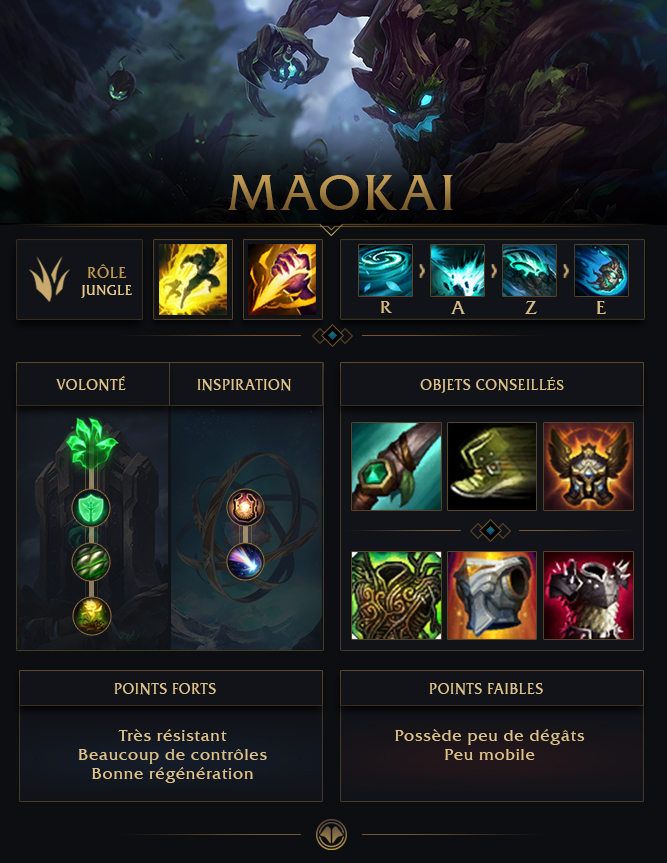 MAOKAI
RÔLE
JUNGLE
R
A
Z
E
VOLONTÉ
INSPIRATION
OBJETS CONSEILLÉS
POINTS FORTS
Très résistant
Beaucoup de contrôles
Bonne régénération
POINTS FAIBLES
Possède peu de dégâts
Peu mobile